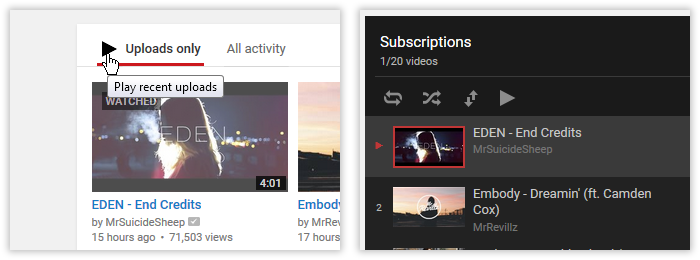 Uploads only
All activity
Play recent uploads
WATCHED
EDEN
4:01
EDEN - End Credits
by MrSuicideSheep
15 hours ago • 71,503 views
Embody
by MrRevillz
17 hours
Subscriptions
1/20 videos
EDEN - End Credits
MrSuicideSheep
2
Embody - Dreamin' (ft. Camden
Cox)
MrRevillz